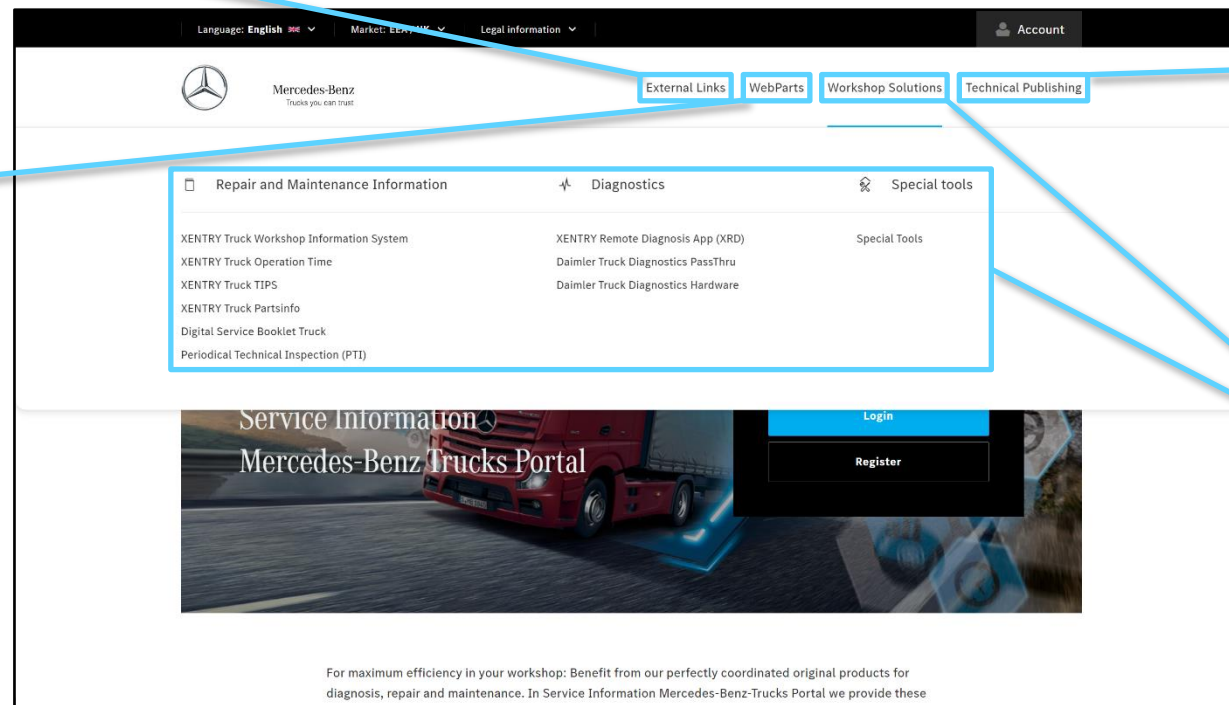 Language: English
Market: EEA / UK
Legal information
Account
Mercedes-Benz
Trucks you can trust
External Links
WebParts
Workshop Solutions
Technical Publishing
Repair and Maintenance Information
Diagnostics
Special tools
XENTRY Truck Workshop Information System
XENTRY Remote Diagnosis App (XRD)
Special Tools
XENTRY Truck Operation Time
Daimler Truck Diagnostics PassThru
XENTRY Truck TIPS
Daimler Truck Diagnostics Hardware
XENTRY Truck Partsinfo
Digital Service Booklet Truck
Periodical Technical Inspection (PTI)
Service Information
Mercedes-Benz Trucks Portal
Login
Register
For maximum efficiency in your workshop: Benefit from our perfectly coordinated original products for
diagnosis, repair and maintenance. In Service Information Mercedes-Benz-Trucks Portal we provide these